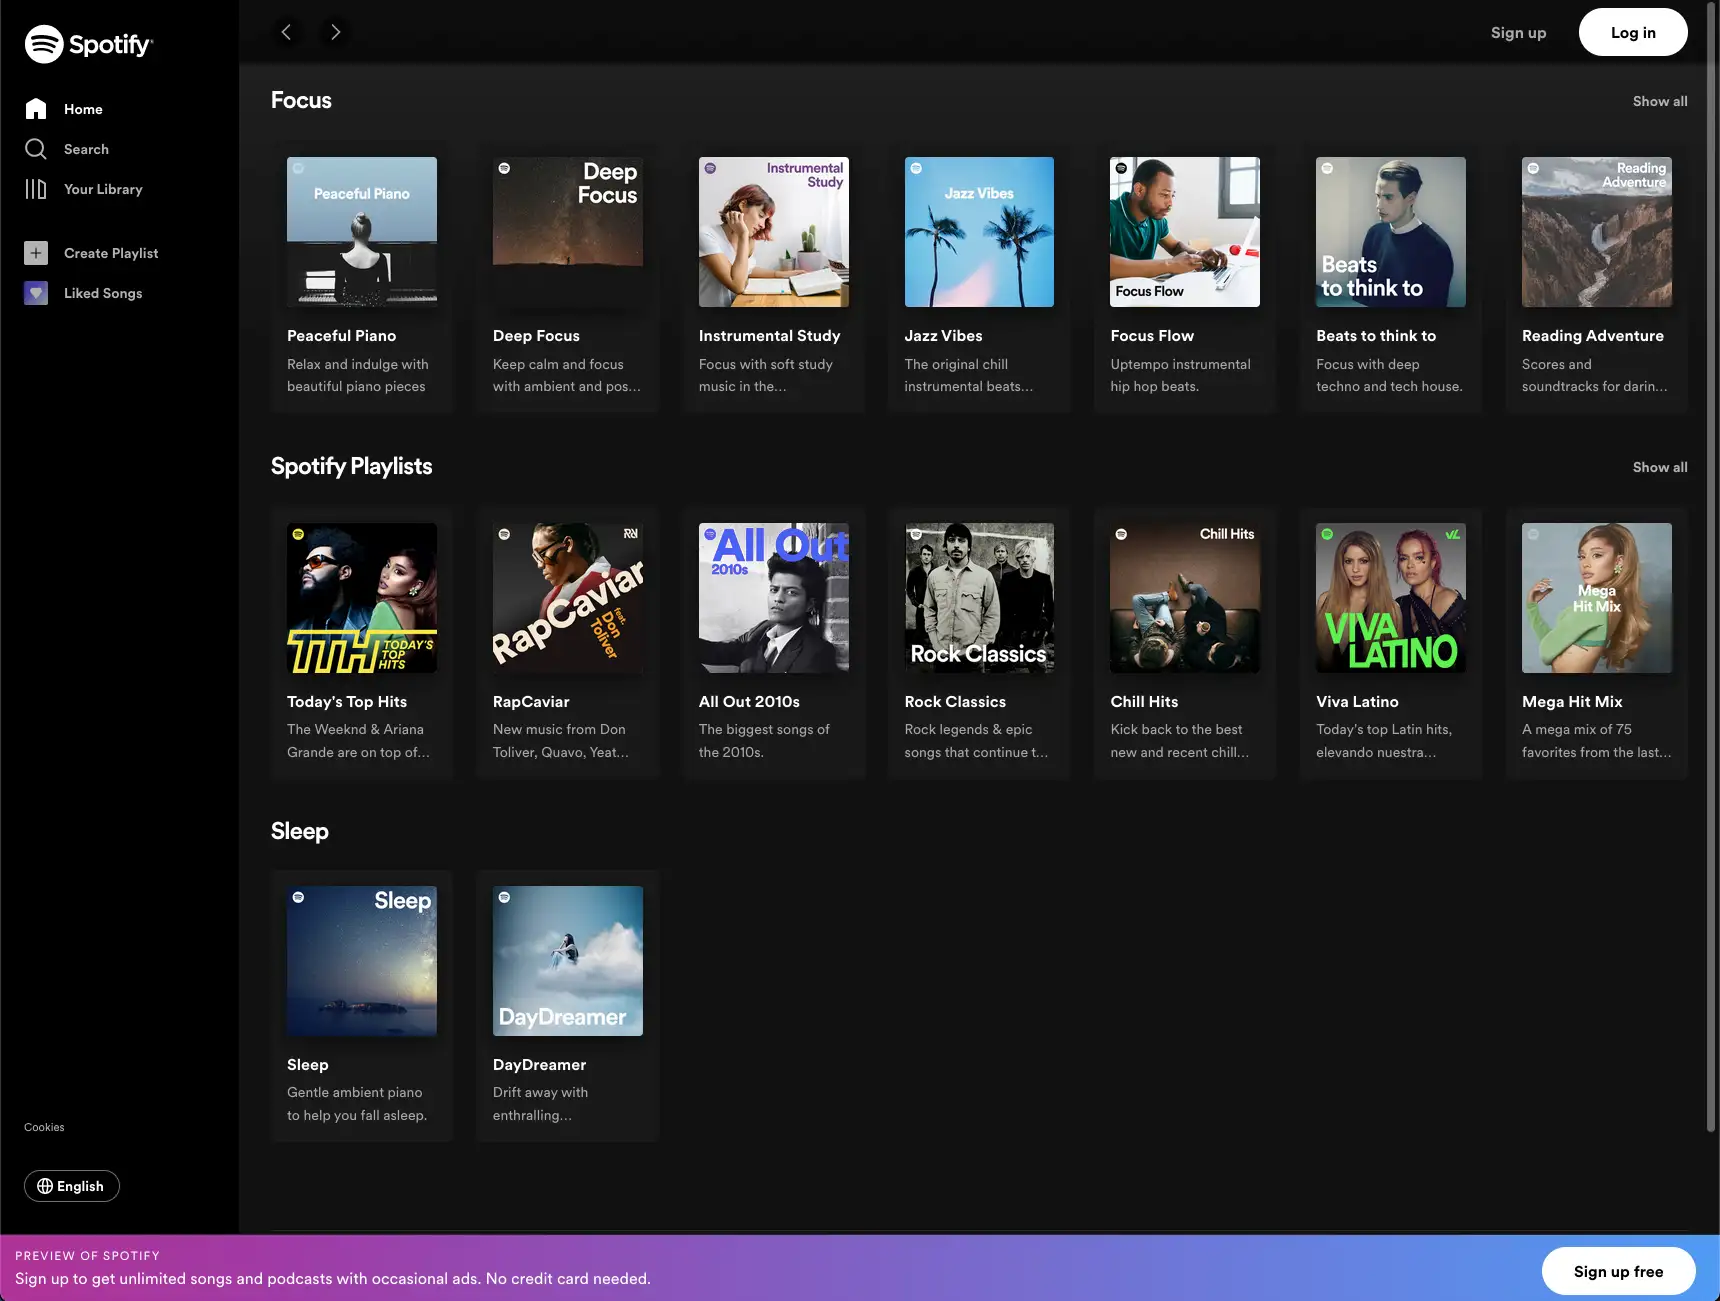 Spotify
Home
Search
Your Library
Create Playlist
Liked Songs
Cookies
English
Sign up
Log in
Focus
Show all
Peaceful Piano
Deep
Focus
Instrumental
Study
Jazz Vibes
Focus Flow
Beats
to think to
Reading
Adventure
Peaceful Piano
Relax and indulge with
beautiful piano pieces
Deep Focus
Keep calm and focus
with ambient and pos...
Instrumental Study
Focus with soft study
music in the...
Jazz Vibes
The original chill
instrumental beats...
Focus Flow
Uptempo instrumental
hip hop beats.
Beats to think to
Focus with deep
techno and tech house.
Reading Adventure
Scores and
soundtracks for darin...
Spotify Playlists
Show all
TTH TODAY'S
TOP
HITS
RapCaviar
feat.
Don
Toliver
All Out
2010s
Rock Classics
Chill Hits
VIVA
LATINO
Mega
Hit Mix
Today's Top Hits
The Weeknd & Ariana
Grande are on top of...
RapCaviar
New music from Don
Toliver, Quavo, Yeat...
All Out 2010s
The biggest songs of
the 2010s.
Rock Classics
Rock legends & epic
songs that continue t...
Chill Hits
Kick back to the best
new and recent chill...
Viva Latino
Today's top Latin hits,
elevando nuestra...
Mega Hit Mix
A mega mix of 75
favorites from the last...
Sleep
Sleep
DayDreamer
Sleep
Gentle ambient piano
to help you fall asleep.
DayDreamer
Drift away with
enthralling...
PREVIEW OF SPOTIFY
Sign up to get unlimited songs and podcasts with occasional ads. No credit card needed.
Sign up free